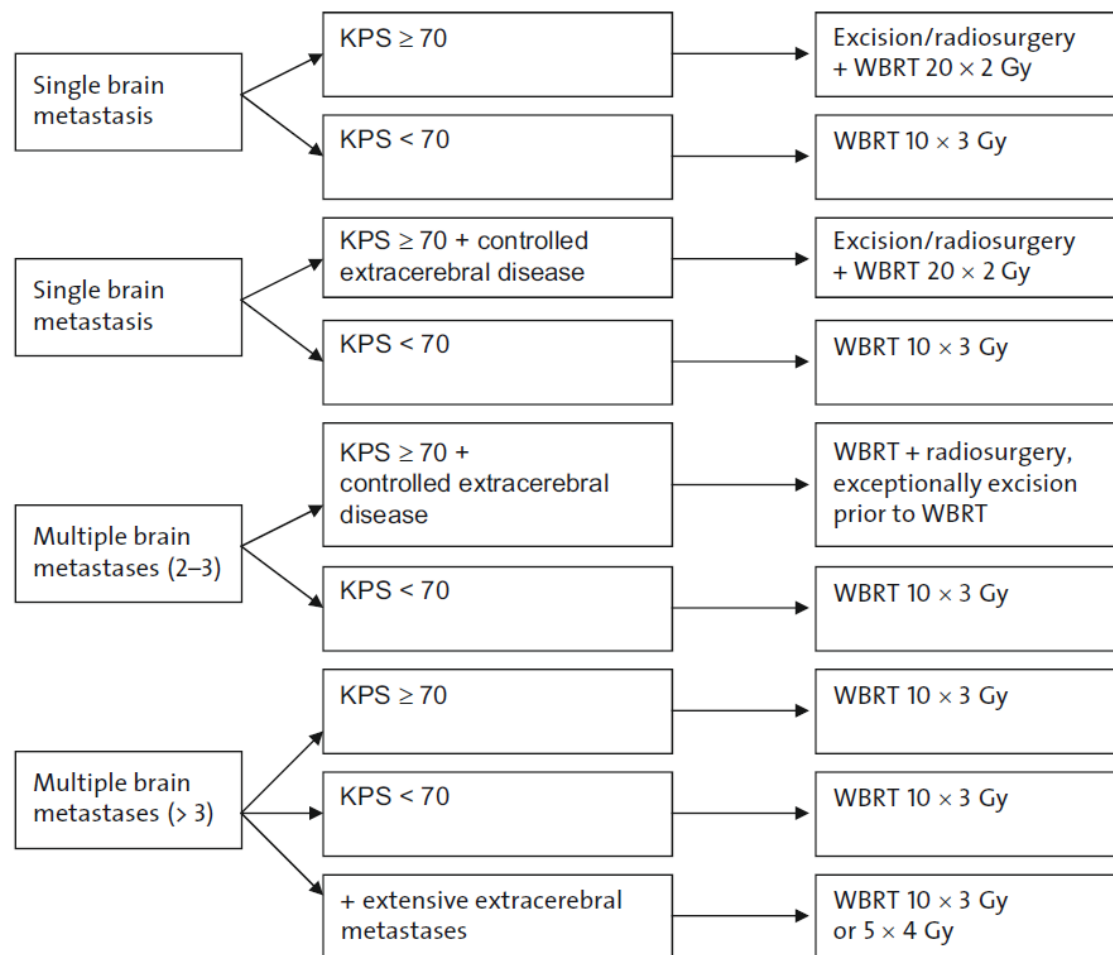 Single brain
metastasis
KPS ≥ 70
Excision/radiosurgery
+ WBRT 20 × 2 Gy
KPS < 70
WBRT 10 × 3 Gy
Single brain
metastasis
KPS ≥ 70 + controlled
extracerebral disease
Excision/radiosurgery
+ WBRT 20 × 2 Gy
KPS < 70
WBRT 10 × 3 Gy
Multiple brain
metastases (2–3)
KPS ≥ 70 +
controlled extracerebral
disease
WBRT + radiosurgery,
exceptionally excision
prior to WBRT
KPS < 70
WBRT 10 × 3 Gy
Multiple brain
metastases (> 3)
KPS ≥ 70
WBRT 10 × 3 Gy
KPS < 70
WBRT 10 × 3 Gy
+ extensive extracerebral
metastases
WBRT 10 × 3 Gy
or 5 × 4 Gy